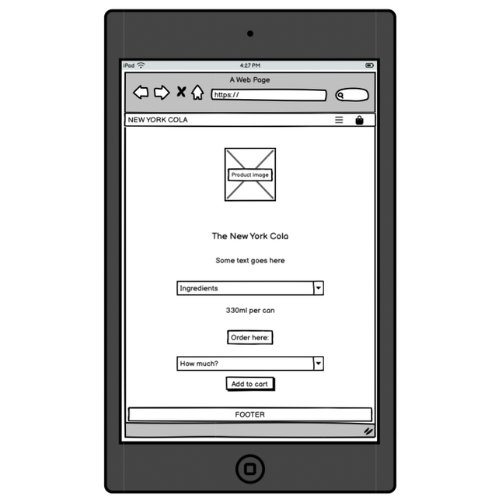 iPod
4:27 PM
A Web Page
https://
NEW YORK COLA
Product image
The New York Cola
Some text goes here
Ingredients
330ml per can
Order here:
How much?
Add to cart
FOOTER